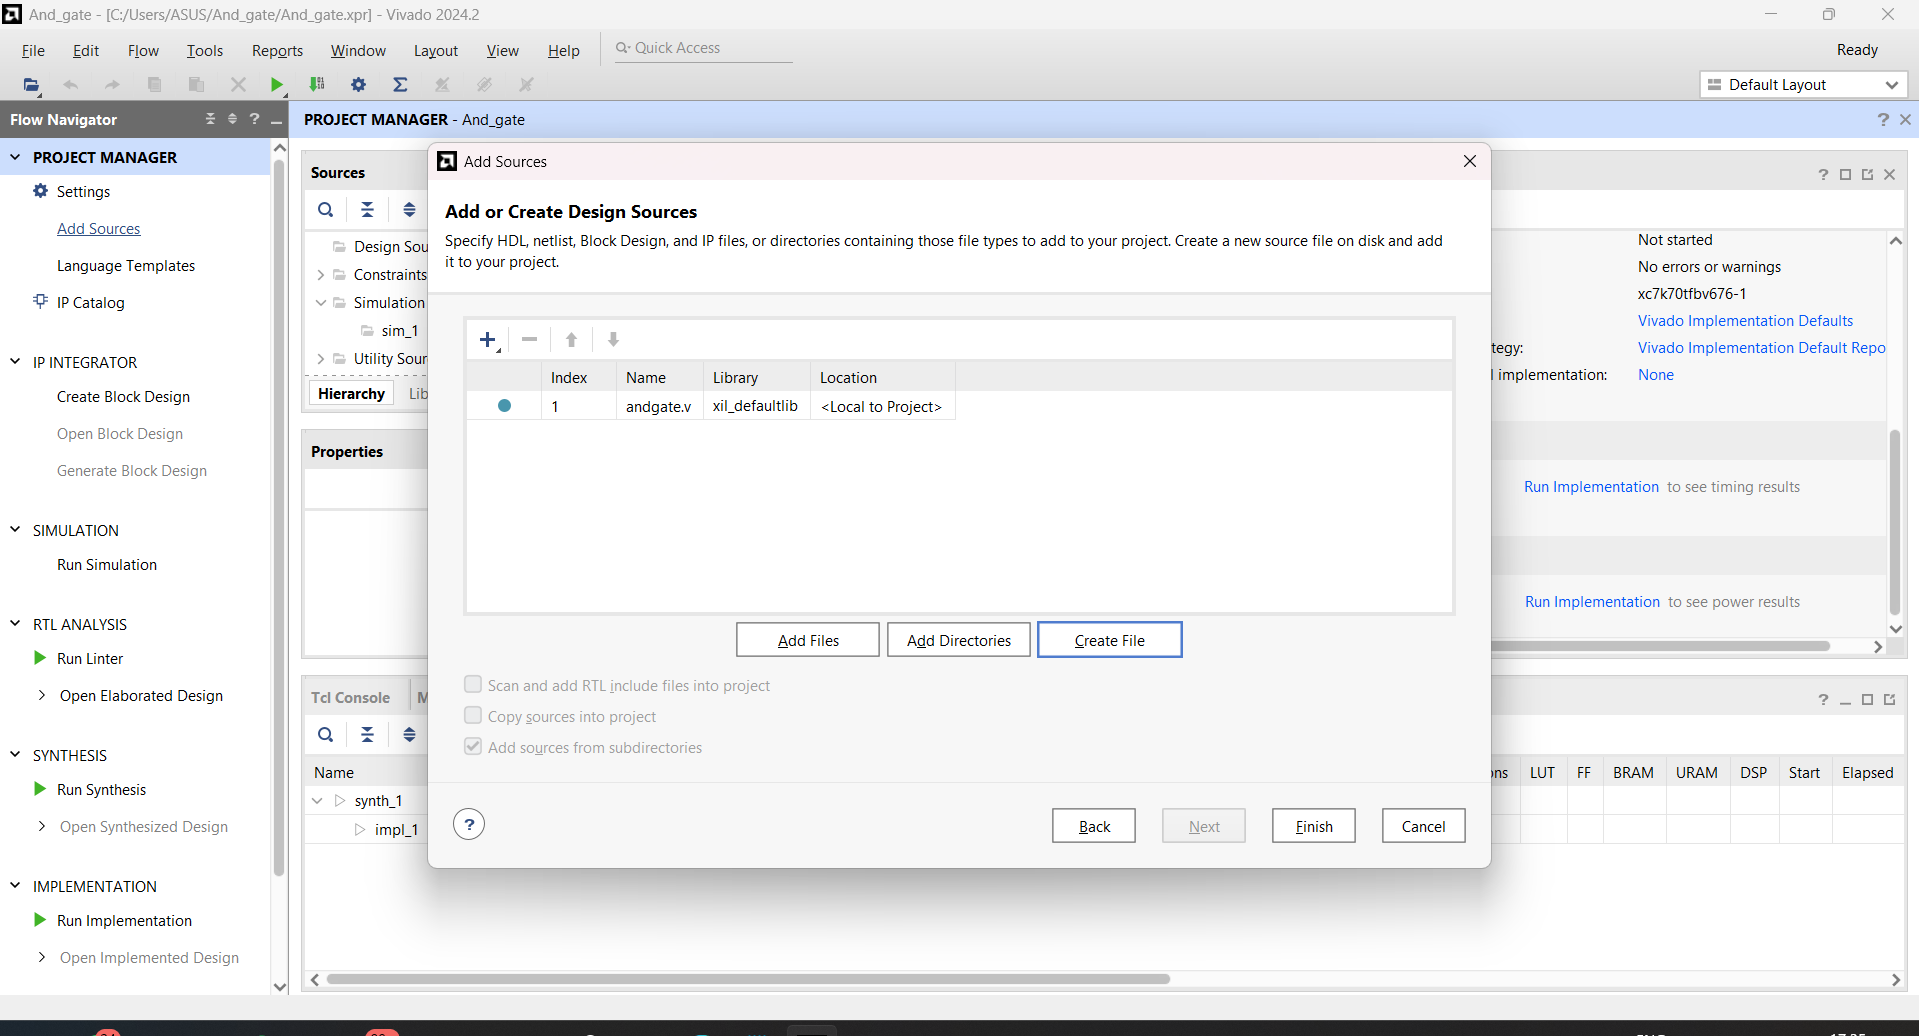 And_gate - [C:/Users/ASUS/And_gate/And_gate.xpr] - Vivado 2024.2
File Edit Flow Tools Reports Window Layout View Help Quick Access
Ready
Default Layout
Flow Navigator
PROJECT MANAGER
Settings
Add Sources
Language Templates
IP Catalog
IP INTEGRATOR
Create Block Design
Open Block Design
Generate Block Design
SIMULATION
Run Simulation
RTL ANALYSIS
Run Linter
Open Elaborated Design
SYNTHESIS
Run Synthesis
Open Synthesized Design
IMPLEMENTATION
Run Implementation
Open Implemented Design
PROJECT MANAGER - And_gate
Sources
Design Sou
Constraints
Simulation
sim_1
Utility Sour
Hierarchy Lib
Properties
Tcl Console M
Name
synth_1
impl_1
Add Sources
Add or Create Design Sources
Specify HDL, netlist, Block Design, and IP files, or directories containing those file types to add to your project. Create a new source file on disk and add
it to your project.
Index Name Library Location
1 andgate.v xil_defaultlib <Local to Project>
Add Files Add Directories Create File
Scan and add RTL include files into project
Copy sources into project
Add sources from subdirectories
? Back Next Finish Cancel
Not started
No errors or warnings
xc7k70tfbv676-1
Vivado Implementation Defaults
tegy: Vivado Implementation Default Repo
implementation: None
Run Implementation to see timing results
Run Implementation to see power results
ons LUT FF BRAM URAM DSP Start Elapsed